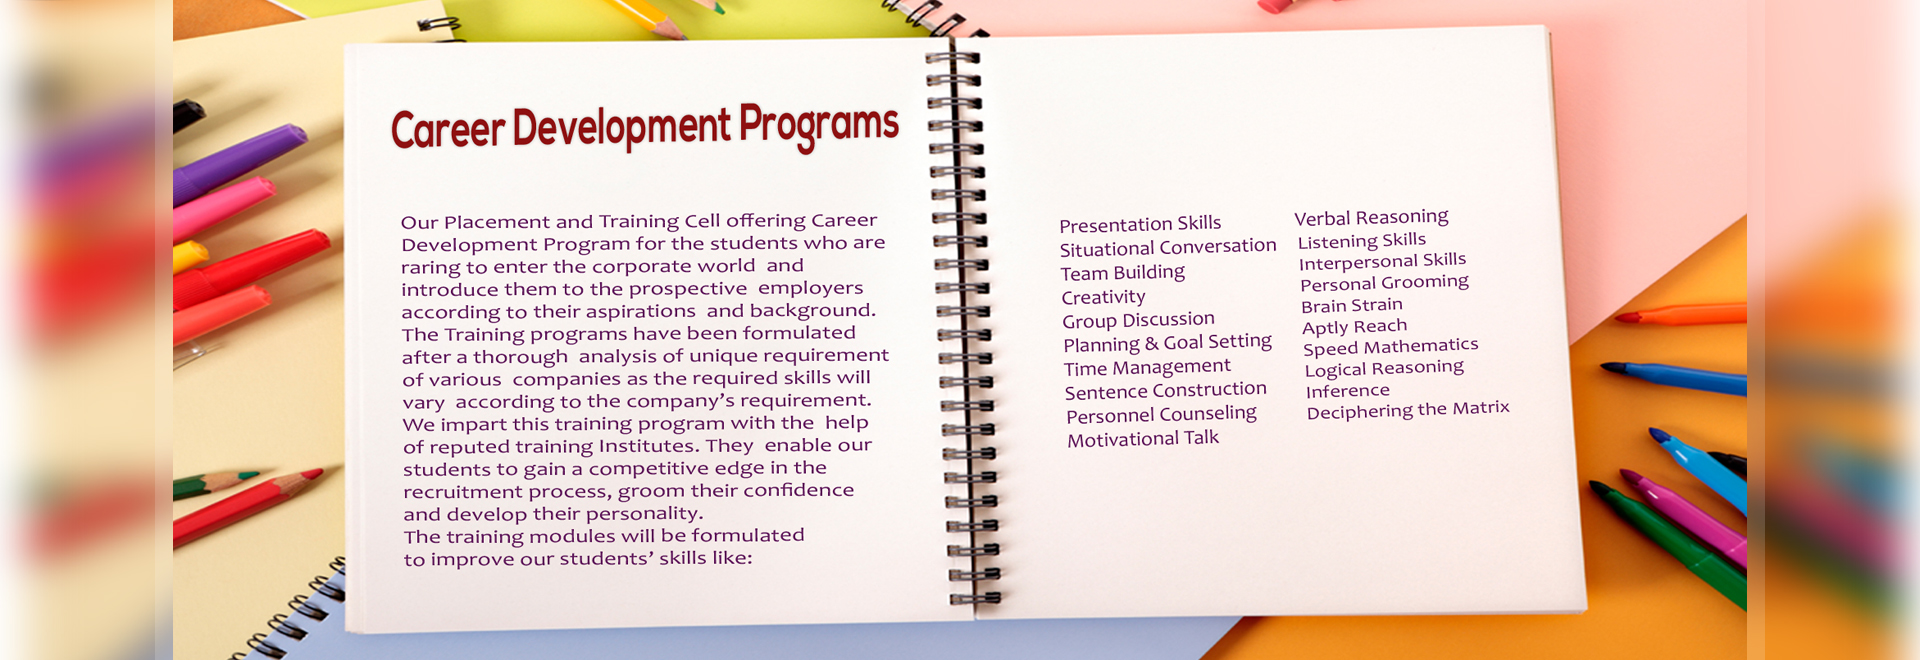 Career Development Programs
Our Placement and Training Cell offering Career
Development Program for the students who are
raring to enter the corporate world and
introduce them to the prospective employers
according to their aspirations and background.
The Training programs have been formulated
after a thorough analysis of unique requirement
of various companies as the required skills will
vary according to the company’s requirement.
We impart this training program with the help
of reputed training Institutes. They enable our
students to gain a competitive edge in the
recruitment process, groom their confidence
and develop their personality.
The training modules will be formulated
to improve our students’ skills like:
Presentation Skills
Situational Conversation
Team Building
Creativity
Group Discussion
Planning & Goal Setting
Time Management
Sentence Construction
Personnel Counseling
Motivational Talk
Verbal Reasoning
Listening Skills
Interpersonal Skills
Personal Grooming
Brain Strain
Aptly Reach
Speed Mathematics
Logical Reasoning
Inference
Deciphering the Matrix